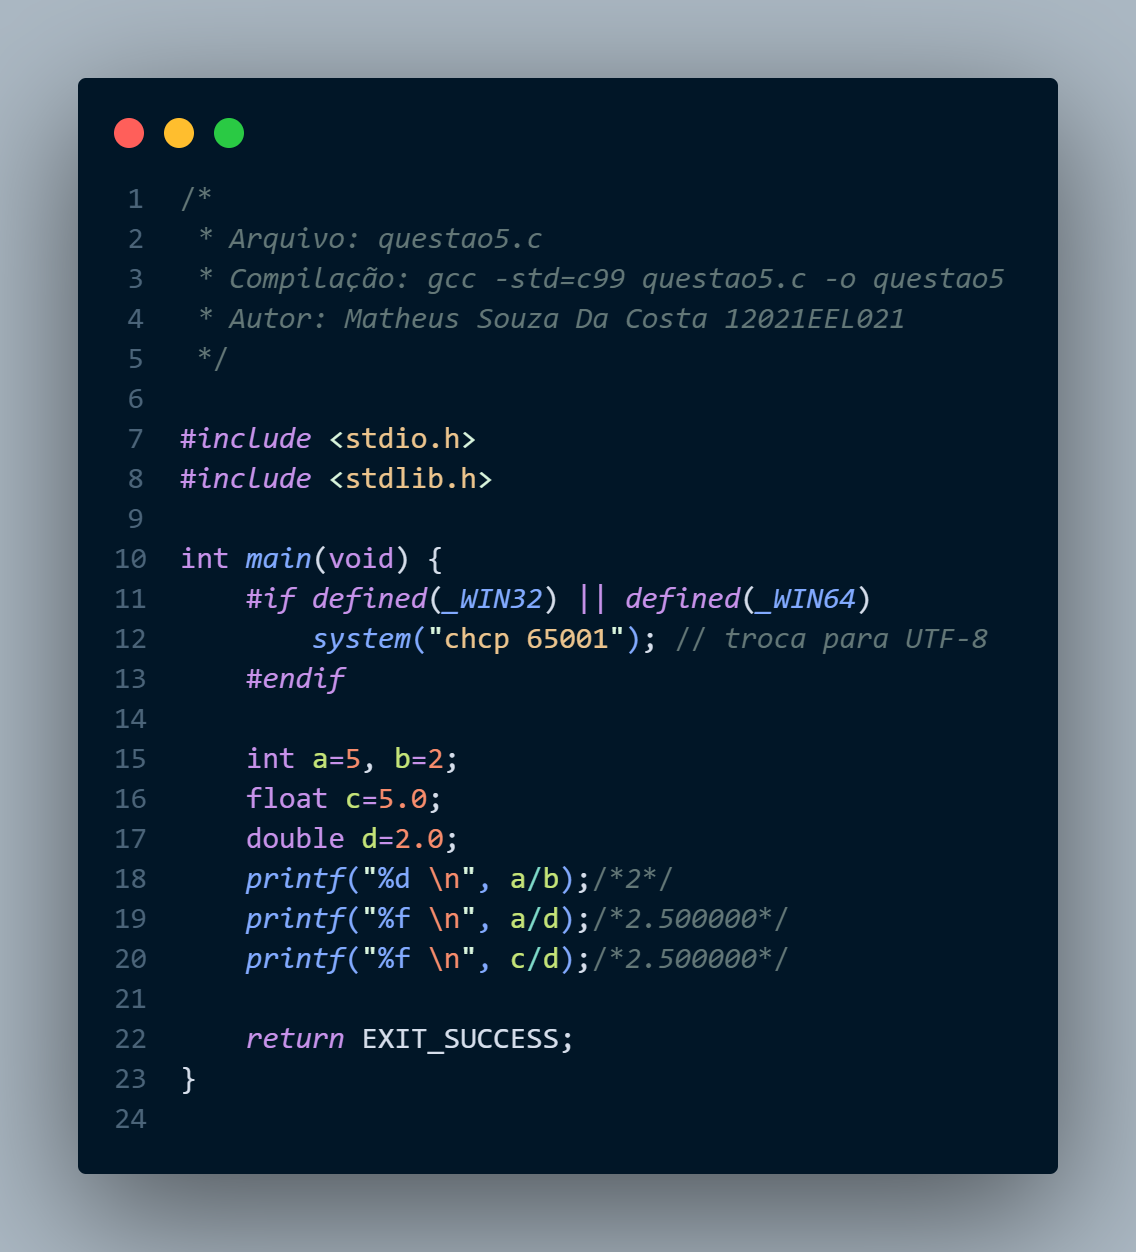 1 /*
2  * Arquivo: questao5.c
3  * Compilação: gcc -std=c99 questao5.c -o questao5
4  * Autor: Matheus Souza Da Costa 12021EEL021
5  */
6
7 #include <stdio.h>
8 #include <stdlib.h>
9
10 int main(void) {
11     #if defined(_WIN32) || defined(_WIN64)
12         system("chcp 65001"); // troca para UTF-8
13     #endif
14
15     int a=5, b=2;
16     float c=5.0;
17     double d=2.0;
18     printf("%d \n", a/b);/*2*/
19     printf("%f \n", a/d);/*2.500000*/
20     printf("%f \n", c/d);/*2.500000*/
21
22     return EXIT_SUCCESS;
23 }
24